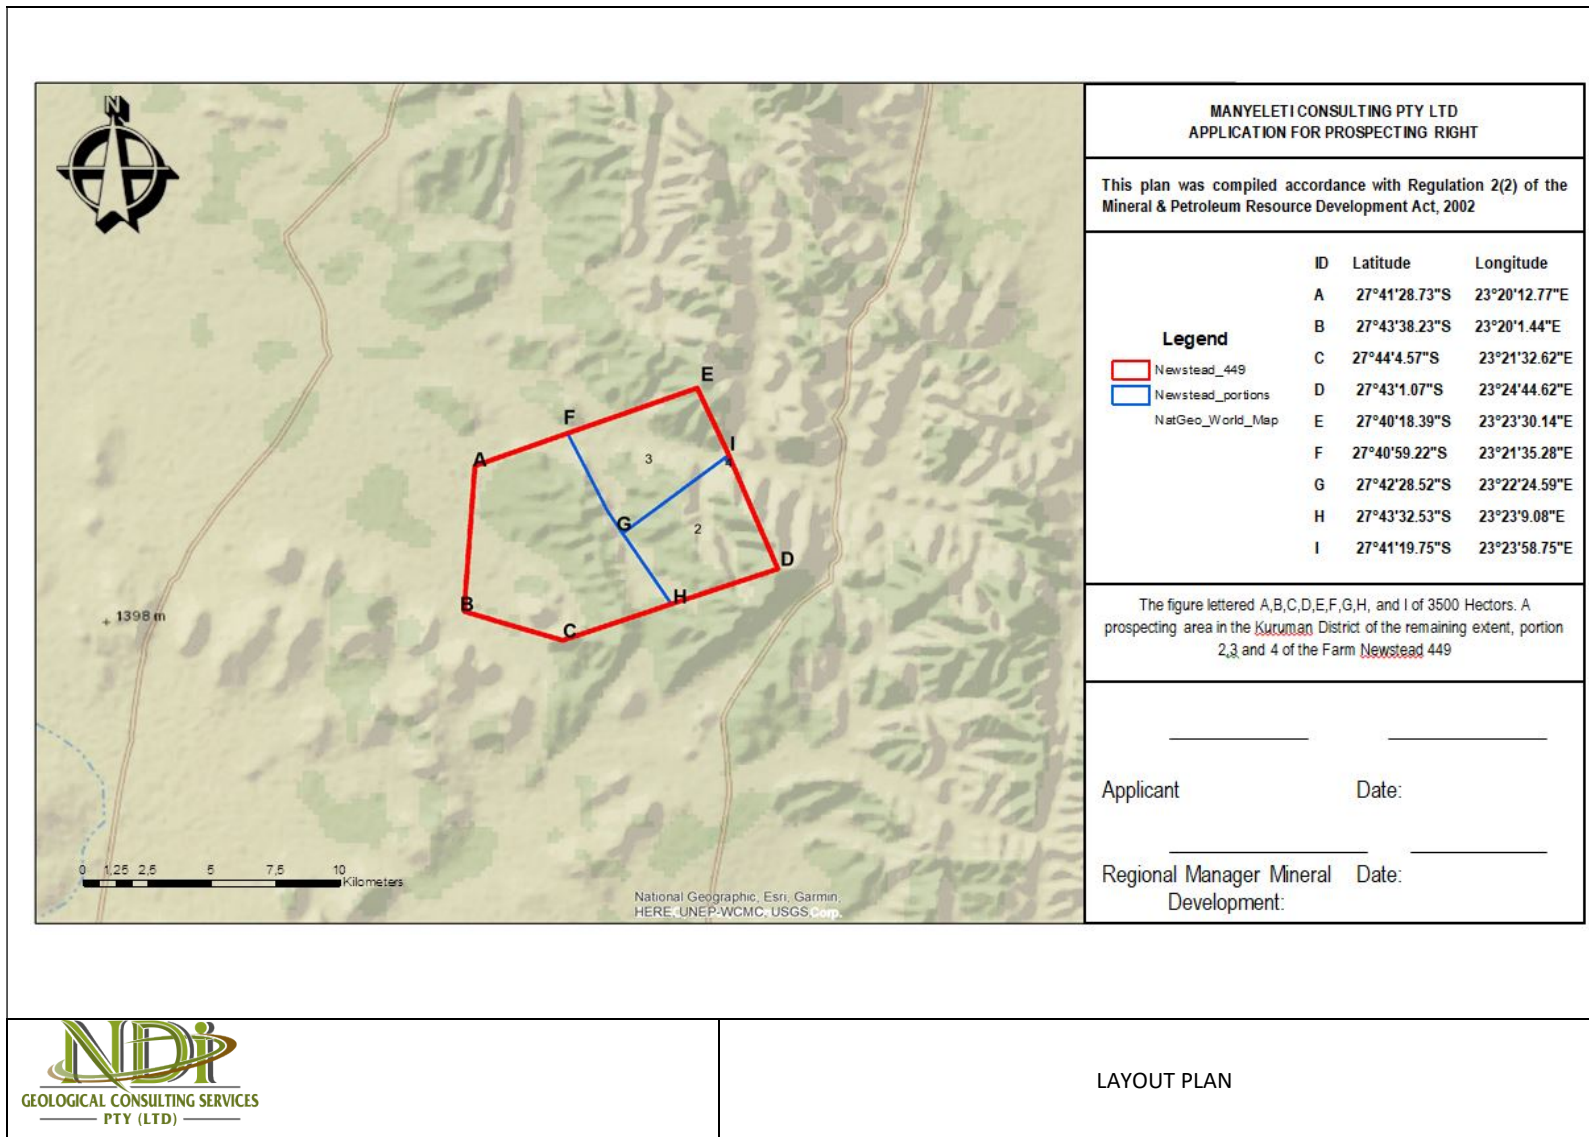 N
MANYELETI CONSULTING PTY LTD
APPLICATION FOR PROSPECTING RIGHT
This plan was compiled accordance with Regulation 2(2) of the
Mineral & Petroleum Resource Development Act, 2002
ID Latitude Longitude
A 27°41'28.73"S 23°20'12.77"E
B 27°43'38.23"S 23°20'1.44"E
C 27°44'4.57"S 23°21'32.62"E
D 27°43'1.07"S 23°24'44.62"E
E 27°40'18.39"S 23°23'30.14"E
F 27°40'59.22"S 23°21'35.28"E
G 27°42'28.52"S 23°22'24.59"E
H 27°43'32.53"S 23°23'9.08"E
I 27°41'19.75"S 23°23'58.75"E
Legend
Newstead_449
Newstead_portions
NatGeo_World_Map
E
F
I
A
3
4
G
2
D
H
B
C
1398 m
The figure lettered A,B,C,D,E,F,G,H, and I of 3500 Hectors. A
prospecting area in the Kuruman District of the remaining extent, portion
2,3 and 4 of the Farm Newstead 449
Applicant Date:
Regional Manager Mineral Date:
Development:
0 1,25 2,5 5 7,5 10
Kilometers
National Geographic, Esri, Garmin,
HERE, UNEP-WCMC, USGS, Corp.
NDi
GEOLOGICAL CONSULTING SERVICES
PTY (LTD)
LAYOUT PLAN